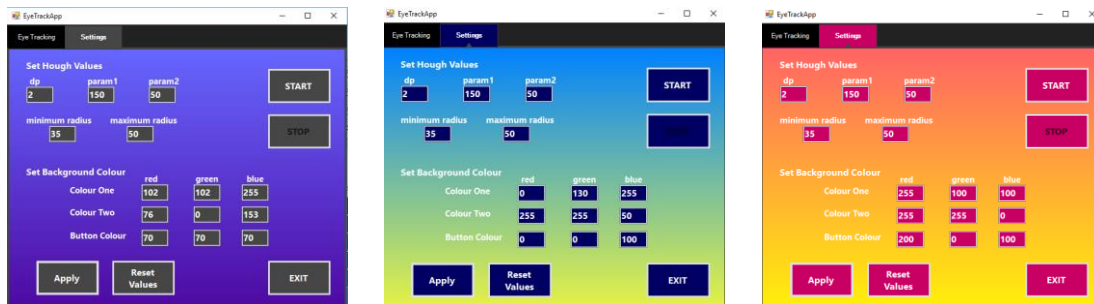 EyeTrackApp
Eye Tracking Settings
Set Hough Values
dp param1 param2
2 150 50
START
minimum radius maximum radius
35 50
STOP
Set Background Colour
red green blue
Colour One 102 102 255
Colour Two 76 0 153
Button Colour 70 70 70
Apply
Reset
Values
EXIT
EyeTrackApp
Eye Tracking Settings
Set Hough Values
dp param1 param2
2 150 50
START
minimum radius maximum radius
35 50
STOP
Set Background Colour
red green blue
Colour One 0 130 255
Colour Two 255 255 50
Button Colour 0 0 100
Apply
Reset
Values
EXIT
EyeTrackApp
Eye Tracking Settings
Set Hough Values
dp param1 param2
2 150 50
START
minimum radius maximum radius
35 50
STOP
Set Background Colour
red green blue
Colour One 255 100 100
Colour Two 255 255 0
Button Colour 200 0 100
Apply
Reset
Values
EXIT